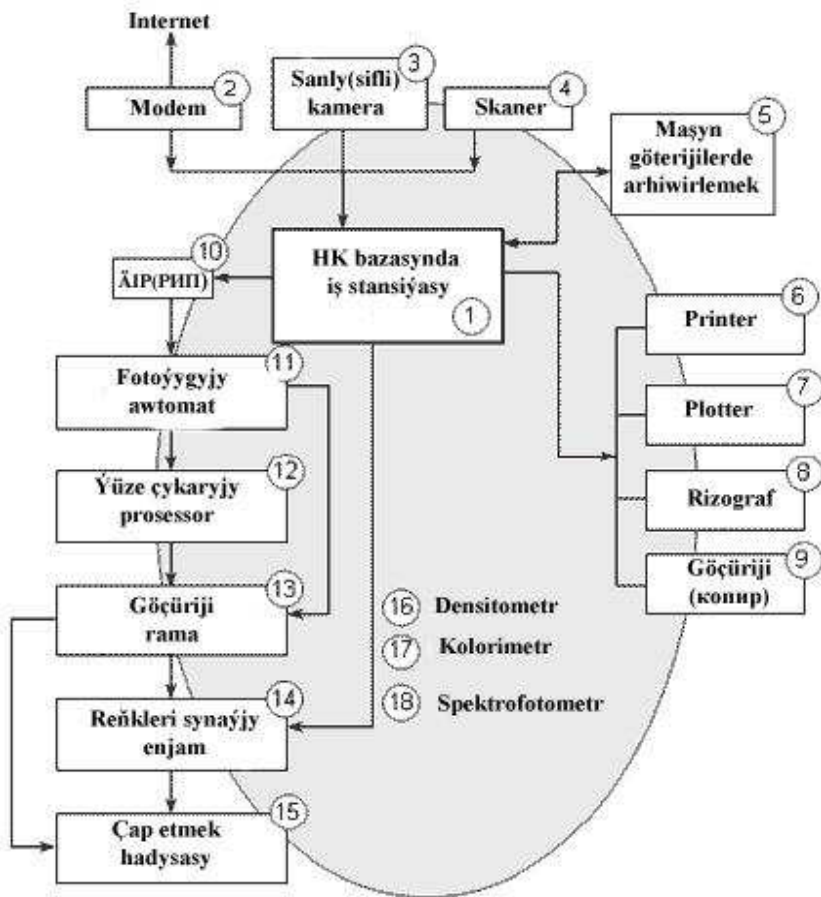 Internet
2
Modem
3
Sanly(sifli)
kamera
4
Skaner
5
Maşyn
göterijilerde
arhiwirlemek
HK bazasynda
iş stansiýasy
1
10
ÄIP(РИП)
6
Printer
11
Fotoýygyjy
awtomat
7
Plotter
12
Ýüze çykaryjy
prosessor
8
Rizograf
9
Göçüriji
(копир)
13
Göçüriji
rama
16 Densitometr
17 Kolorimetr
18 Spektrofotometr
14
Reňkleri synaýjy
enjam
15
Çap etmek
hadysasy